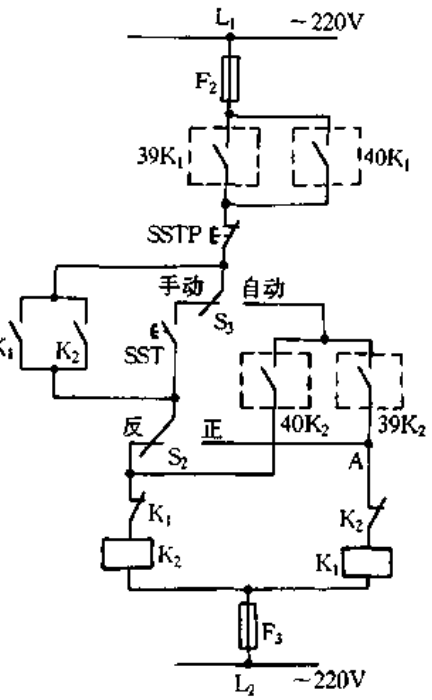 L₁ ~220V
F₂
39K₁ 40K₁
SSTP
手动 自动
S₃
K₁ K₂ SST
40K₂ 39K₂
反 正
S₂ A
K₁ K₂
K₂ K₁
F₃
L₂ ~220V